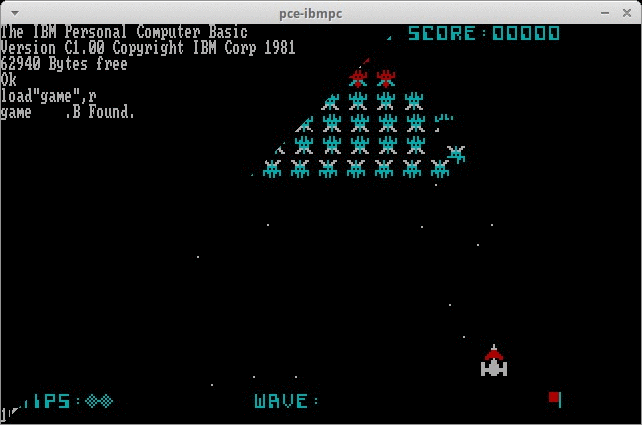 pce-ibmpc
The IBM Personal Computer Basic
Version C1.00 Copyright IBM Corp 1981
62940 Bytes free
Ok
load"game",r
game    .B Found.
SCORE:00000
WAVE: